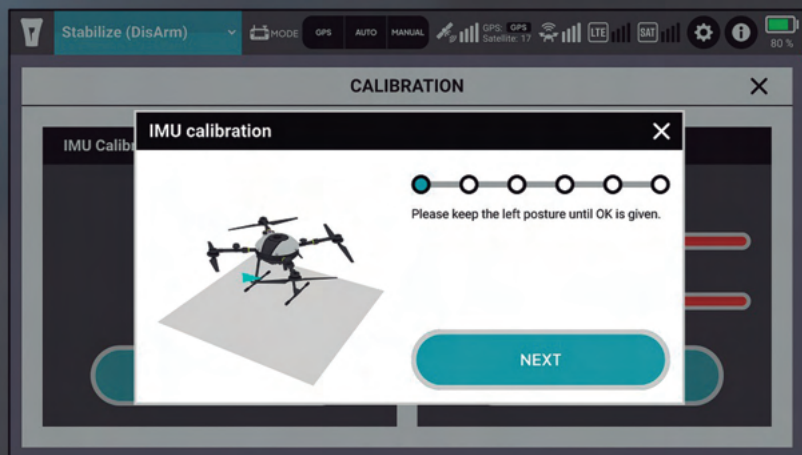 Stabilize (DisArm)
MODE
GPS
AUTO
MANUAL
GPS: GPS
Satellite: 17
LTE
SAT
80 %
CALIBRATION
IMU Calib
IMU calibration
Please keep the left posture until OK is given.
NEXT